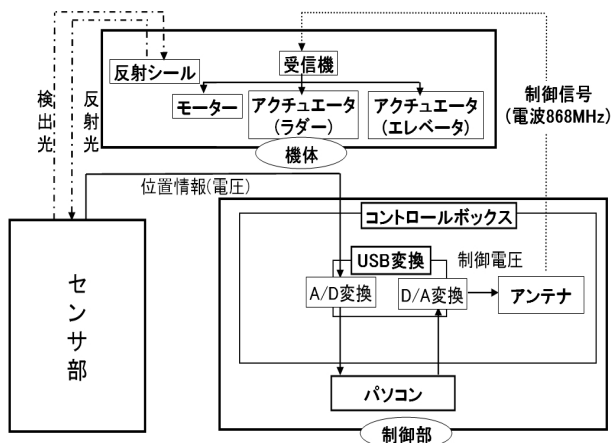 反射シール
受信機
モーター
アクチュエータ
(ラダー)
アクチュエータ
(エレベータ)
機体
検出光
反射光
制御信号
(電波868MHz)
位置情報(電圧)
センサ部
コントロールボックス
USB変換
制御電圧
A/D変換
D/A変換
アンテナ
パソコン
制御部